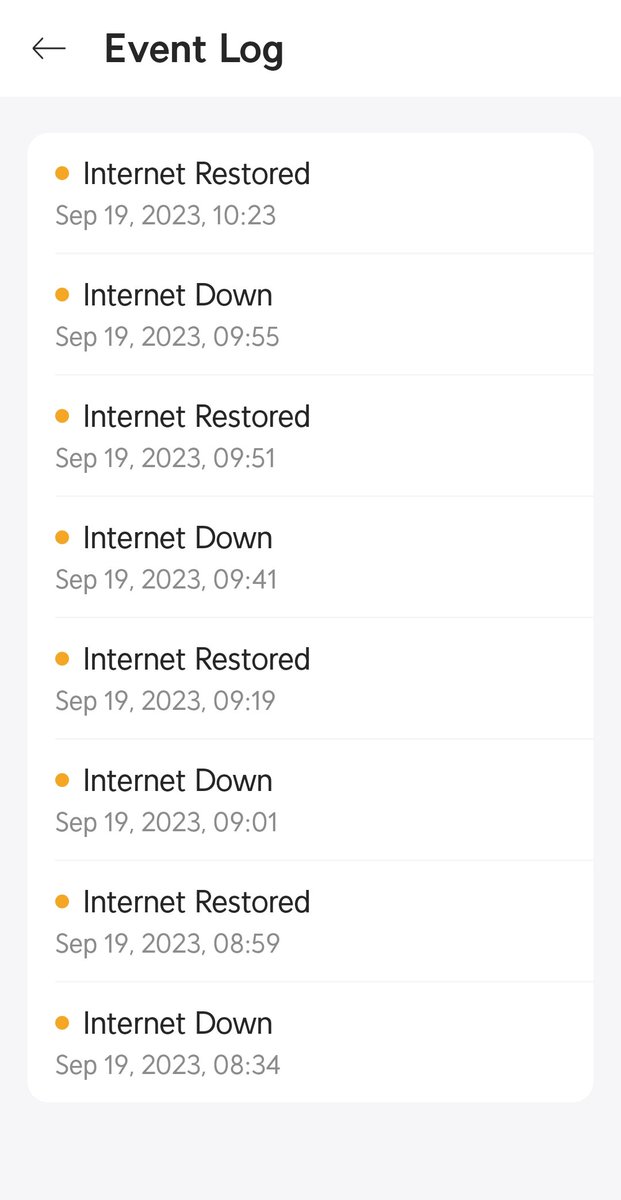 Event Log
Internet Restored
Sep 19, 2023, 10:23
Internet Down
Sep 19, 2023, 09:55
Internet Restored
Sep 19, 2023, 09:51
Internet Down
Sep 19, 2023, 09:41
Internet Restored
Sep 19, 2023, 09:19
Internet Down
Sep 19, 2023, 09:01
Internet Restored
Sep 19, 2023, 08:59
Internet Down
Sep 19, 2023, 08:34